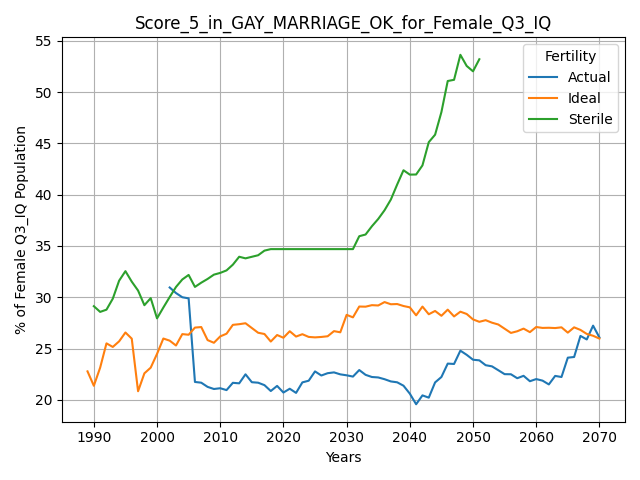 Score_5_in_GAY_MARRIAGE_OK_for_Female_Q3_IQ
% of Female Q3_IQ Population
55
50
45
40
35
30
25
20
Fertility
Actual
Ideal
Sterile
1990 2000 2010 2020 2030 2040 2050 2060 2070
Years